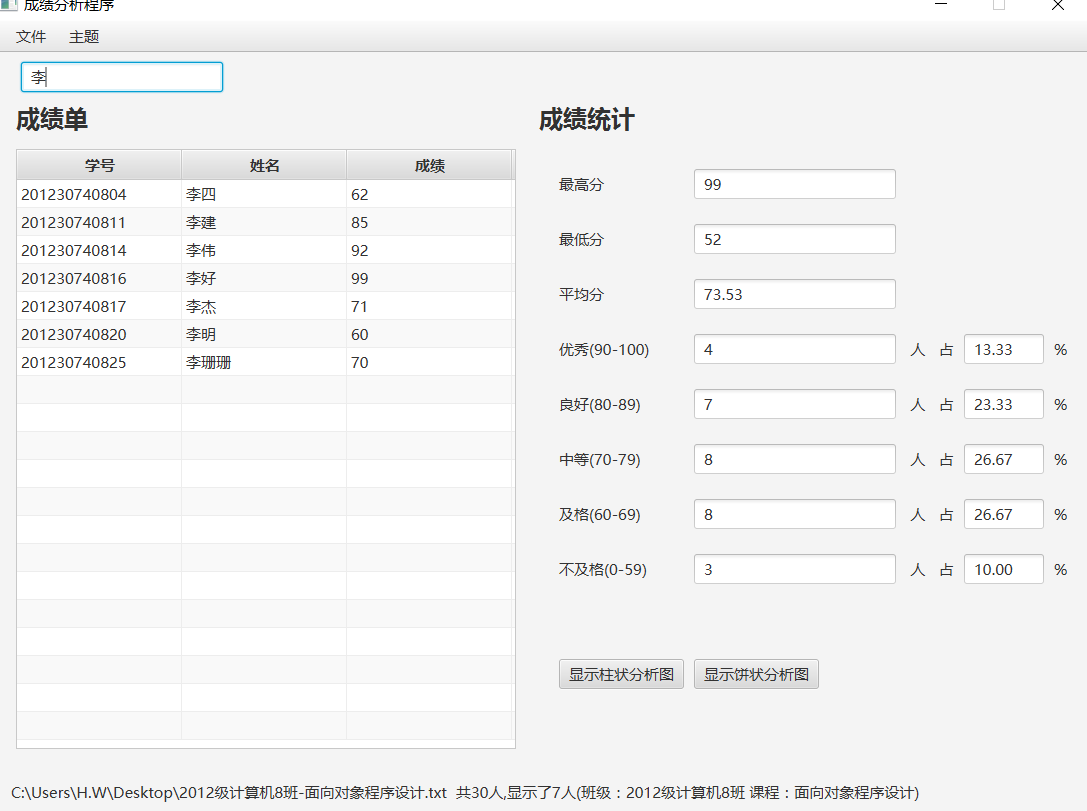 成绩分析程序
文件 主题
李
成绩单
学号 姓名 成绩
201230740804 李四 62
201230740811 李建 85
201230740814 李伟 92
201230740816 李好 99
201230740817 李杰 71
201230740820 李明 60
201230740825 李珊珊 70
成绩统计
最高分 99
最低分 52
平均分 73.53
优秀(90-100) 4 人 占 13.33 %
良好(80-89) 7 人 占 23.33 %
中等(70-79) 8 人 占 26.67 %
及格(60-69) 8 人 占 26.67 %
不及格(0-59) 3 人 占 10.00 %
显示柱状分析图 显示饼状分析图
C:\Users\H.W\Desktop\2012级计算机8班-面向对象程序设计.txt 共30人,显示了7人(班级：2012级计算机8班 课程：面向对象程序设计)